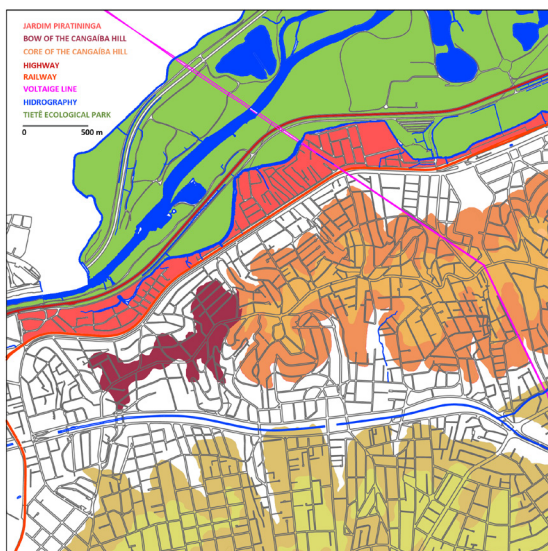 JARDIM PIRATININGA
BOW OF THE CANGAÍBA HILL
CORE OF THE CANGAÍBA HILL
HIGHWAY
RAILWAY
VOLTAIGE LINE
HIDROGRAPHY
TIETÊ ECOLOGICAL PARK
0 500 m